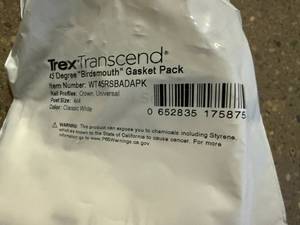 Trex Transcend®
45 Degree "Birdsmouth" Gasket Pack
Item Number: WT45RSBADAPK
Rail Profiles: Crown, Universal
Post Size: 4x4
Color: Classic White
0 652835 175875
WARNING: This product can expose you to chemicals including Styrene,
which is known to the State of California to cause cancer. For more
information go to www.P65Warnings.ca.gov.